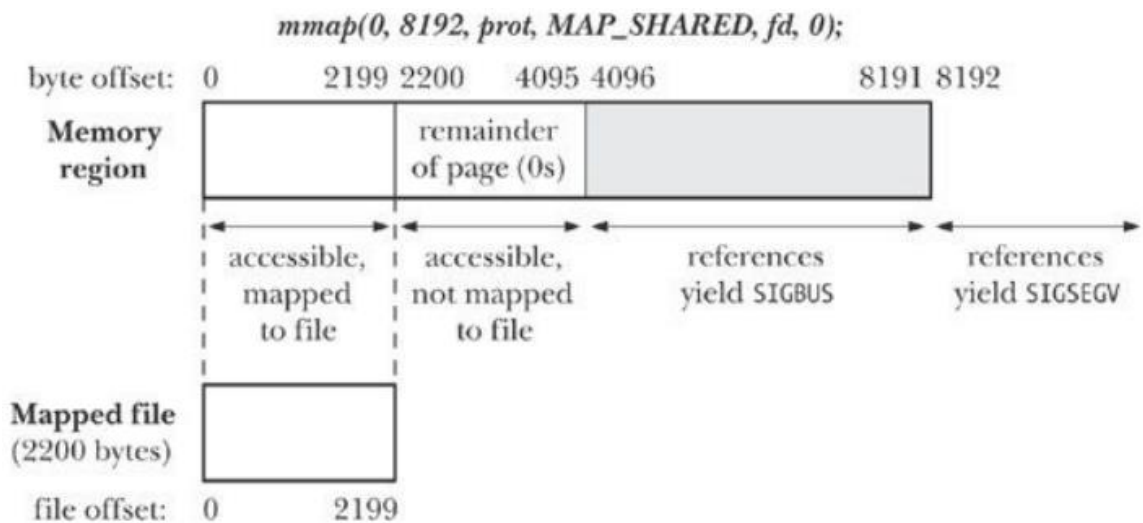 mmap(0, 8192, prot, MAP_SHARED, fd, 0);
byte offset: 0 2199 2200 4095 4096 8191 8192
Memory
region
remainder
of page (0s)
accessible,
mapped
to file
accessible,
not mapped
to file
references
yield SIGBUS
references
yield SIGSEGV
Mapped file
(2200 bytes)
file offset: 0 2199